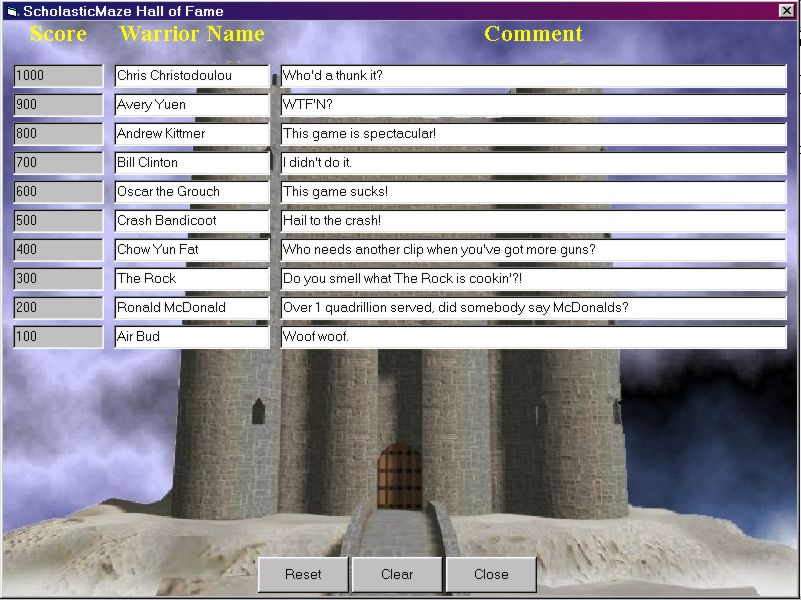 ScholasticMaze Hall of Fame
Score Warrior Name Comment
1000 Chris Christodoulou Who'd a thunk it?
900 Avery Yuen WTF'N?
800 Andrew Kittmer This game is spectacular!
700 Bill Clinton I didn't do it.
600 Oscar the Grouch This game sucks!
500 Crash Bandicoot Hail to the crash!
400 Chow Yun Fat Who needs another clip when you've got more guns?
300 The Rock Do you smell what The Rock is cookin'?!
200 Ronald McDonald Over 1 quadrillion served, did somebody say McDonalds?
100 Air Bud Woof woof.
Reset Clear Close